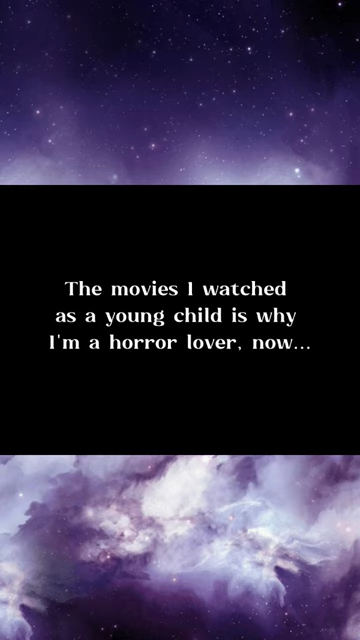 The movies I watched
as a young child is why
I'm a horror lover, now...